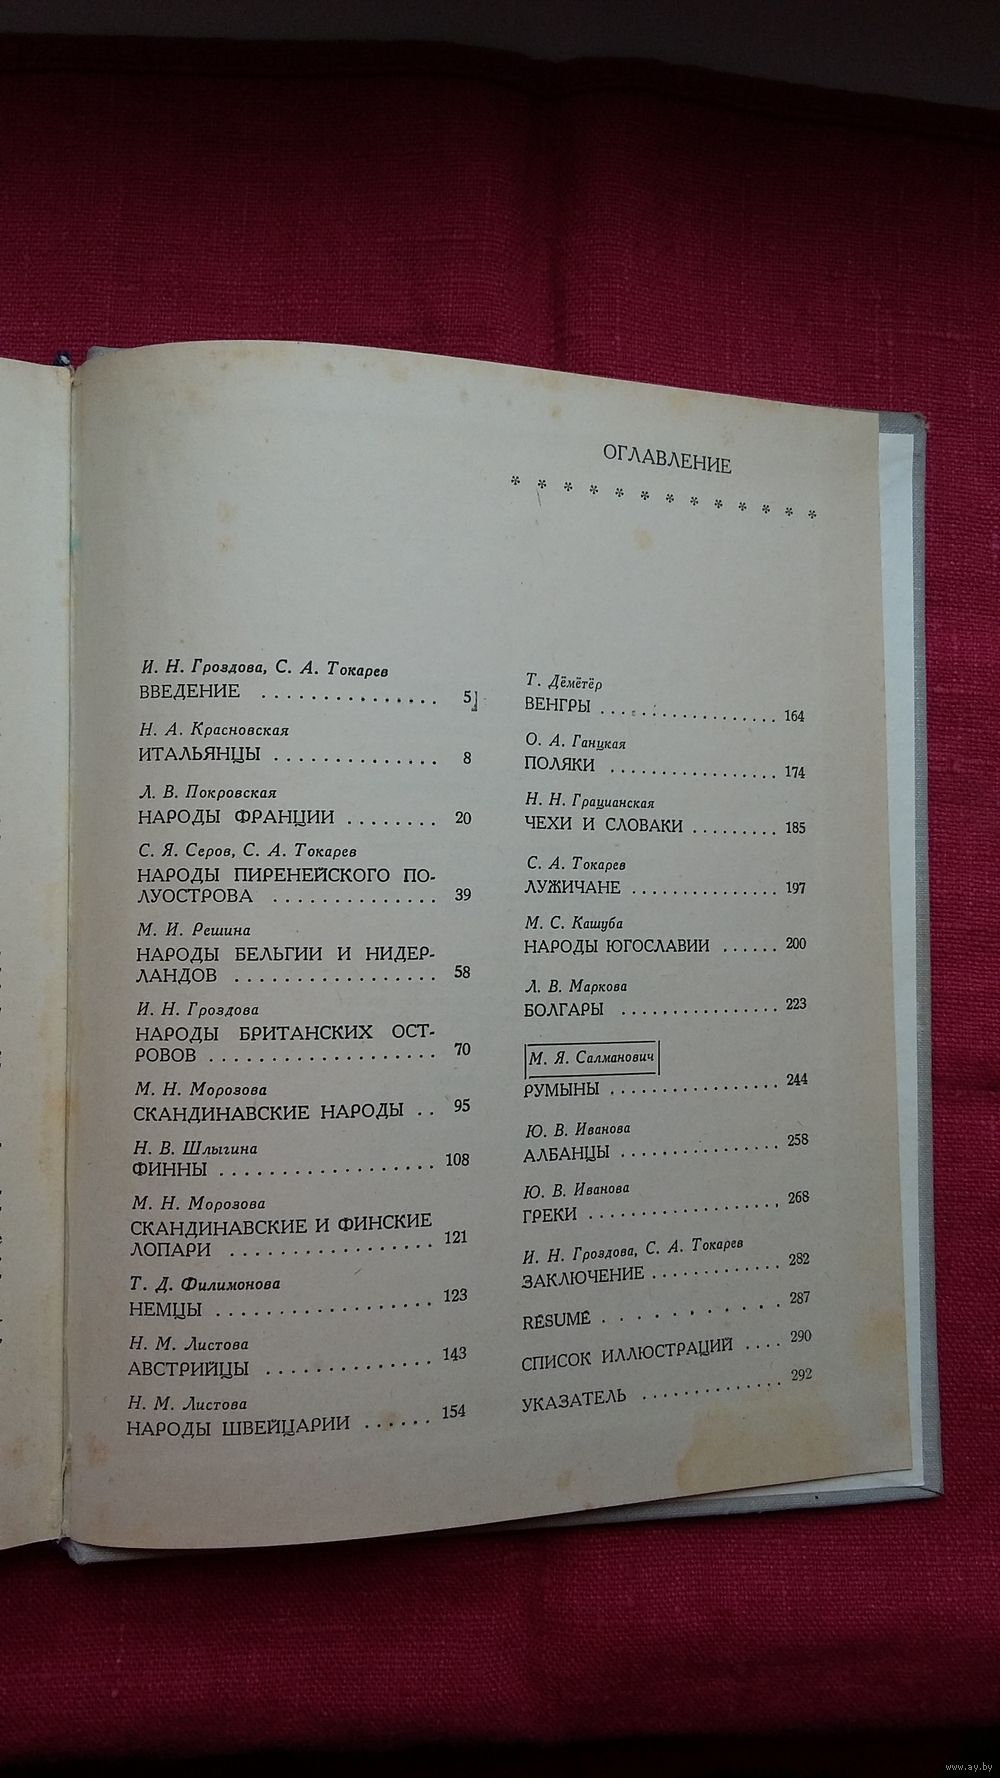 ОГЛАВЛЕНИЕ
* * * * * * * * * * * * *
И. Н. Гроздова, С. А. Токарев
ВВЕДЕНИЕ .............. 5
Н. А. Красновская
ИТАЛЬЯНЦЫ .............. 8
Л. В. Покровская
НАРОДЫ ФРАНЦИИ ........ 20
С. Я. Серов, С. А. Токарев
НАРОДЫ ПИРЕНЕЙСКОГО ПО-
ЛУОСТРОВА .............. 39
М. И. Решина
НАРОДЫ БЕЛЬГИИ И НИДЕР-
ЛАНДОВ ................. 58
И. Н. Гроздова
НАРОДЫ БРИТАНСКИХ ОСТ-
РОВОВ ................... 70
М. Н. Морозова
СКАНДИНАВСКИЕ НАРОДЫ .. 95
Н. В. Шлыгина
ФИННЫ .................. 108
М. Н. Морозова
СКАНДИНАВСКИЕ И ФИНСКИЕ
ЛОПАРИ ................. 121
Т. Д. Филимонова
НЕМЦЫ .................. 123
Н. М. Листова
АВСТРИЙЦЫ .............. 143
Н. М. Листова
НАРОДЫ ШВЕЙЦАРИИ ...... 154
Т. Дёмётёр
ВЕНГРЫ .................. 164
О. А. Ганцкая
ПОЛЯКИ ................. 174
Н. Н. Грацианская
ЧЕХИ И СЛОВАКИ ......... 185
С. А. Токарев
ЛУЖИЧАНЕ .............. 197
М. С. Кашуба
НАРОДЫ ЮГОСЛАВИИ ...... 200
Л. В. Маркова
БОЛГАРЫ ............... 223
М. Я. Салманович
РУМЫНЫ ................ 244
Ю. В. Иванова
АЛБАНЦЫ ............... 258
Ю. В. Иванова
ГРЕКИ .................. 268
И. Н. Гроздова, С. А. Токарев
ЗАКЛЮЧЕНИЕ ............ 282
RÉSUMÉ . . . . . . . . . 287
СПИСОК ИЛЛЮСТРАЦИЙ .... 290
УКАЗАТЕЛЬ .............. 292
www.ay.by